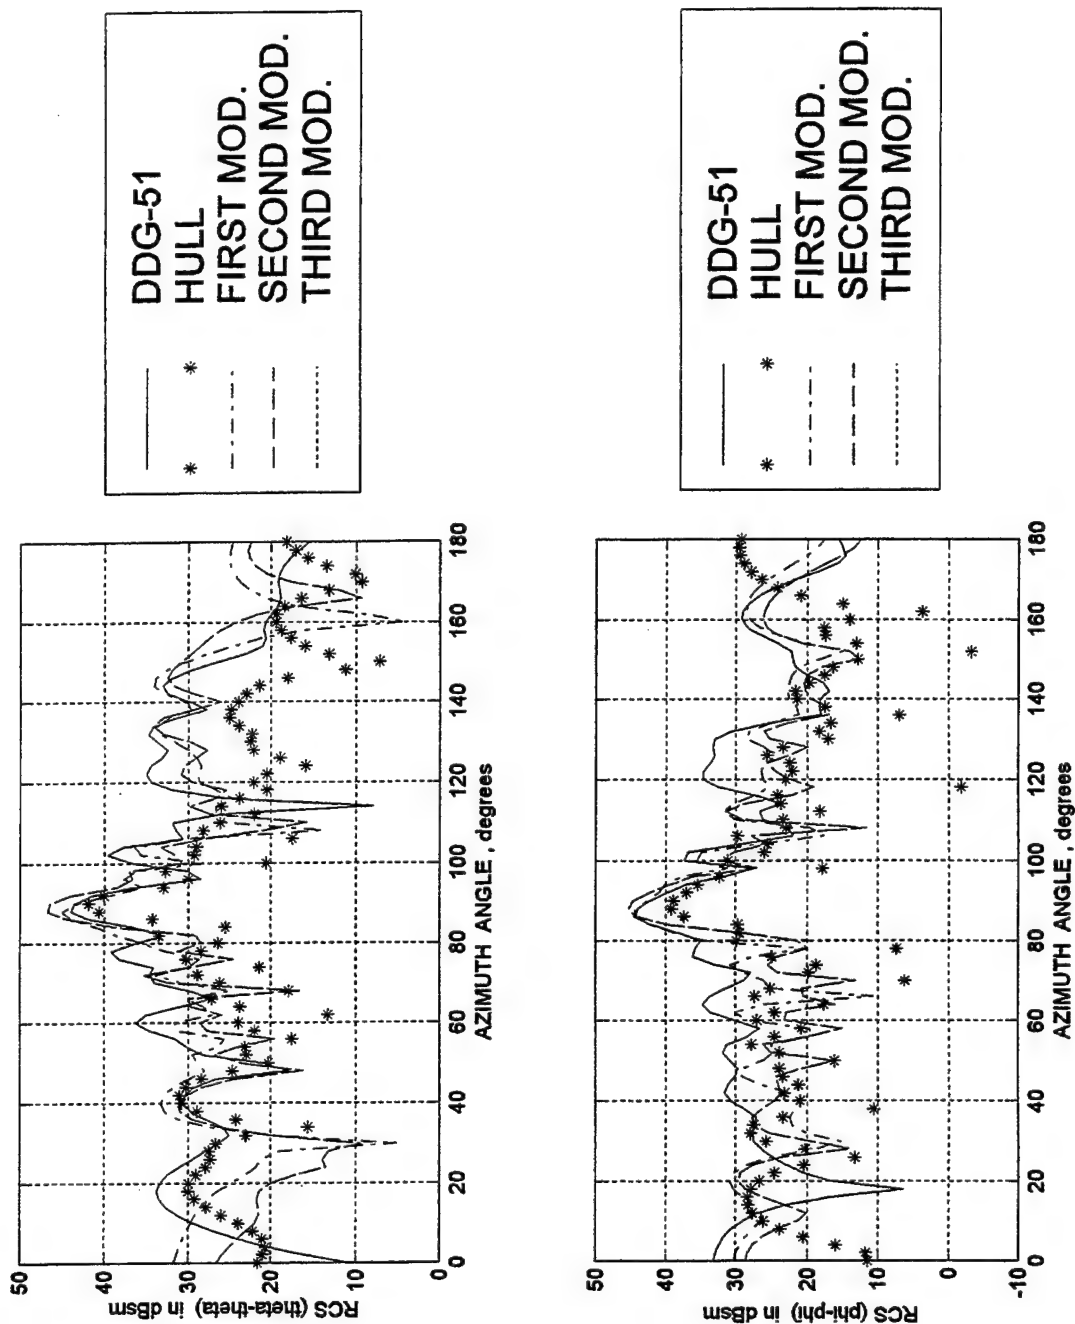 DDG-51
HULL
FIRST MOD.
SECOND MOD.
THIRD MOD.
50
40
30
20
10
0
RCS (theta-theta) in dBsm
0
20
40
60
80
100
120
140
160
180
AZIMUTH ANGLE , degrees
DDG-51
HULL
FIRST MOD.
SECOND MOD.
THIRD MOD.
50
40
30
20
10
0
-10
RCS (phi-phi) in dBsm
0
20
40
60
80
100
120
140
160
180
AZIMUTH ANGLE , degrees